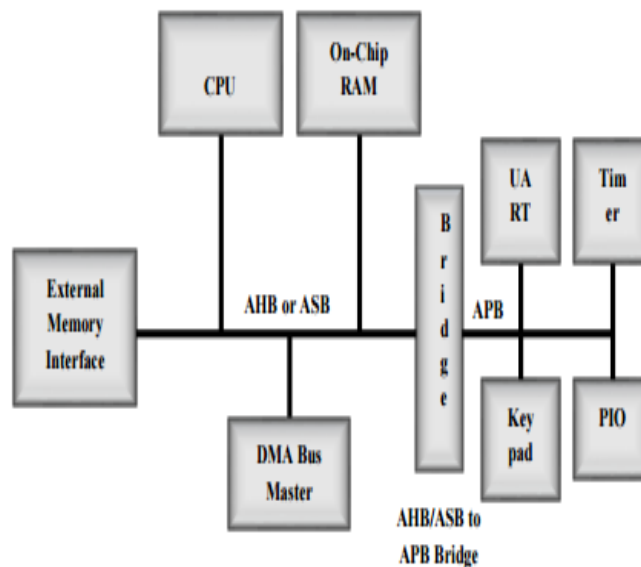 CPU
On-Chip
RAM
External
Memory
Interface
AHB or ASB
DMA Bus
Master
B
r
i
d
g
e
APB
UA
RT
Tim
er
Key
pad
PIO
AHB/ASB to
APB Bridge